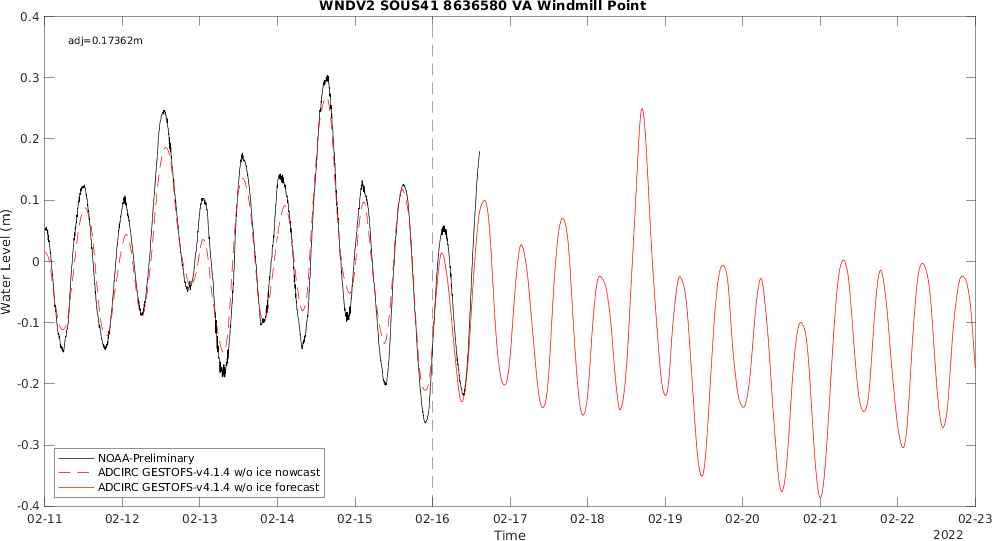 WNDV2 SOUS41 8636580 VA Windmill Point
adj=0.17362m
0.4
0.3
0.2
0.1
0
-0.1
-0.2
-0.3
-0.4
Water Level (m)
NOAA-Preliminary
ADCIRC GESTOFS-v4.1.4 w/o ice nowcast
ADCIRC GESTOFS-v4.1.4 w/o ice forecast
02-11 02-12 02-13 02-14 02-15 02-16 02-17 02-18 02-19 02-20 02-21 02-22 02-23
Time
2022